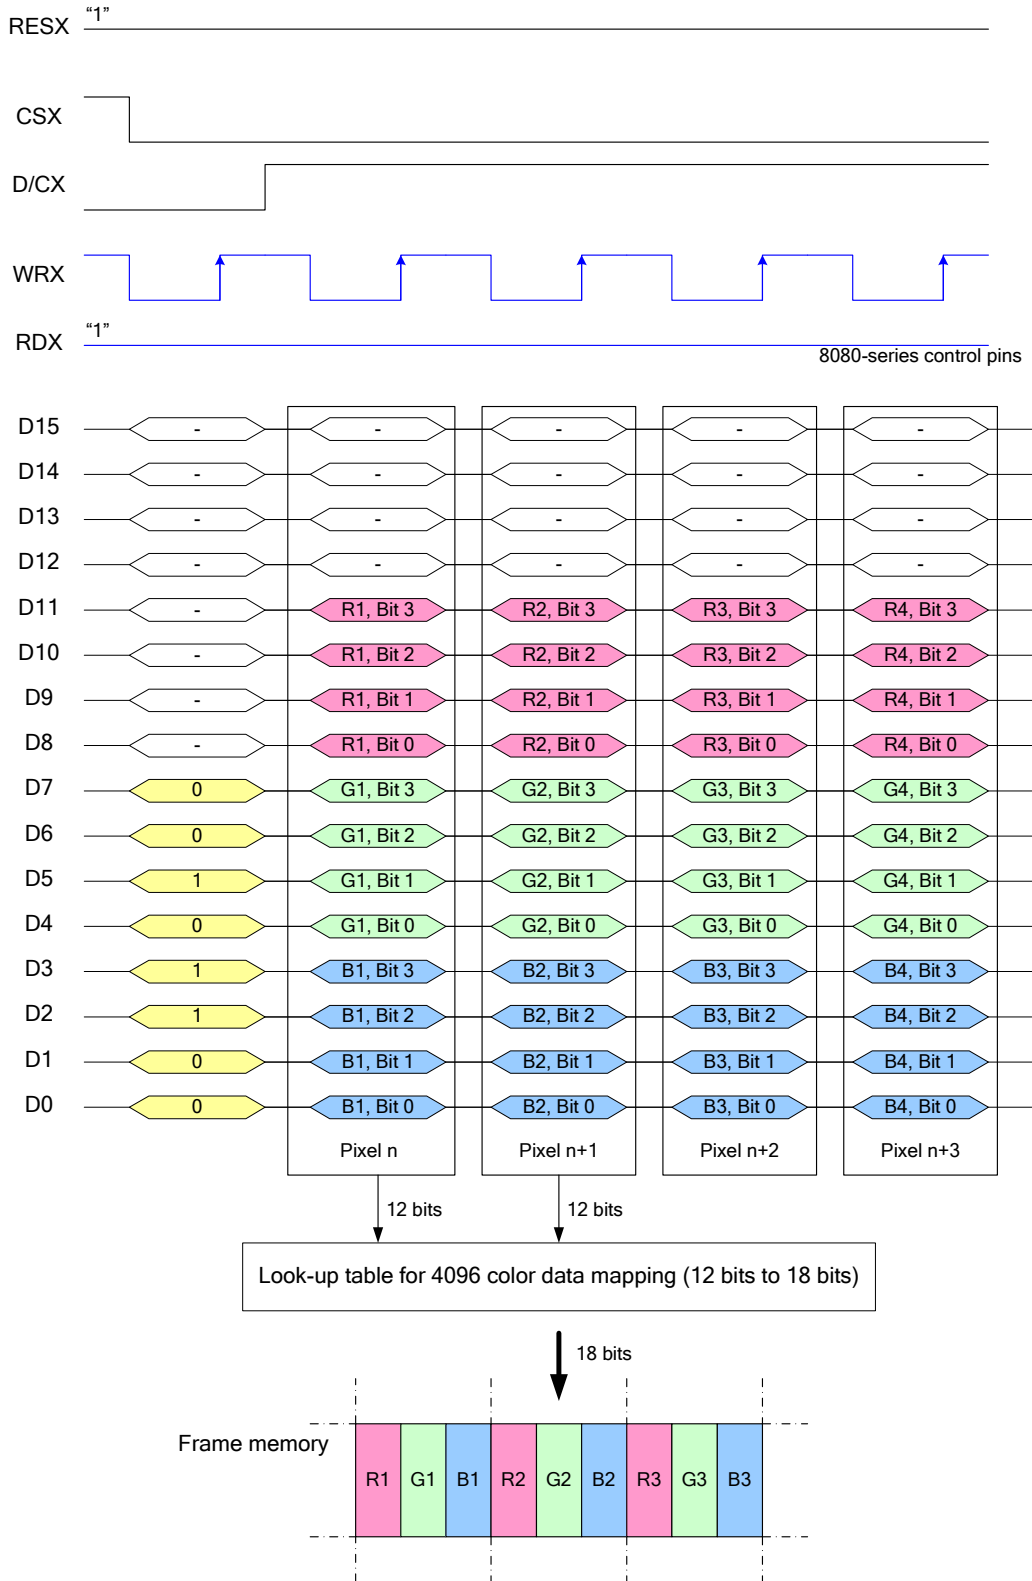 RESX “1”
CSX
D/CX
WRX
RDX “1”
8080-series control pins
D15 - - - - -
D14 - - - - -
D13 - - - - -
D12 - - - - -
D11 - R1, Bit 3 R2, Bit 3 R3, Bit 3 R4, Bit 3
D10 - R1, Bit 2 R2, Bit 2 R3, Bit 2 R4, Bit 2
D9 - R1, Bit 1 R2, Bit 1 R3, Bit 1 R4, Bit 1
D8 - R1, Bit 0 R2, Bit 0 R3, Bit 0 R4, Bit 0
D7 0 G1, Bit 3 G2, Bit 3 G3, Bit 3 G4, Bit 3
D6 0 G1, Bit 2 G2, Bit 2 G3, Bit 2 G4, Bit 2
D5 1 G1, Bit 1 G2, Bit 1 G3, Bit 1 G4, Bit 1
D4 0 G1, Bit 0 G2, Bit 0 G3, Bit 0 G4, Bit 0
D3 1 B1, Bit 3 B2, Bit 3 B3, Bit 3 B4, Bit 3
D2 1 B1, Bit 2 B2, Bit 2 B3, Bit 2 B4, Bit 2
D1 0 B1, Bit 1 B2, Bit 1 B3, Bit 1 B4, Bit 1
D0 0 B1, Bit 0 B2, Bit 0 B3, Bit 0 B4, Bit 0
Pixel n Pixel n+1 Pixel n+2 Pixel n+3
12 bits 12 bits
Look-up table for 4096 color data mapping (12 bits to 18 bits)
18 bits
Frame memory
R1 G1 B1 R2 G2 B2 R3 G3 B3